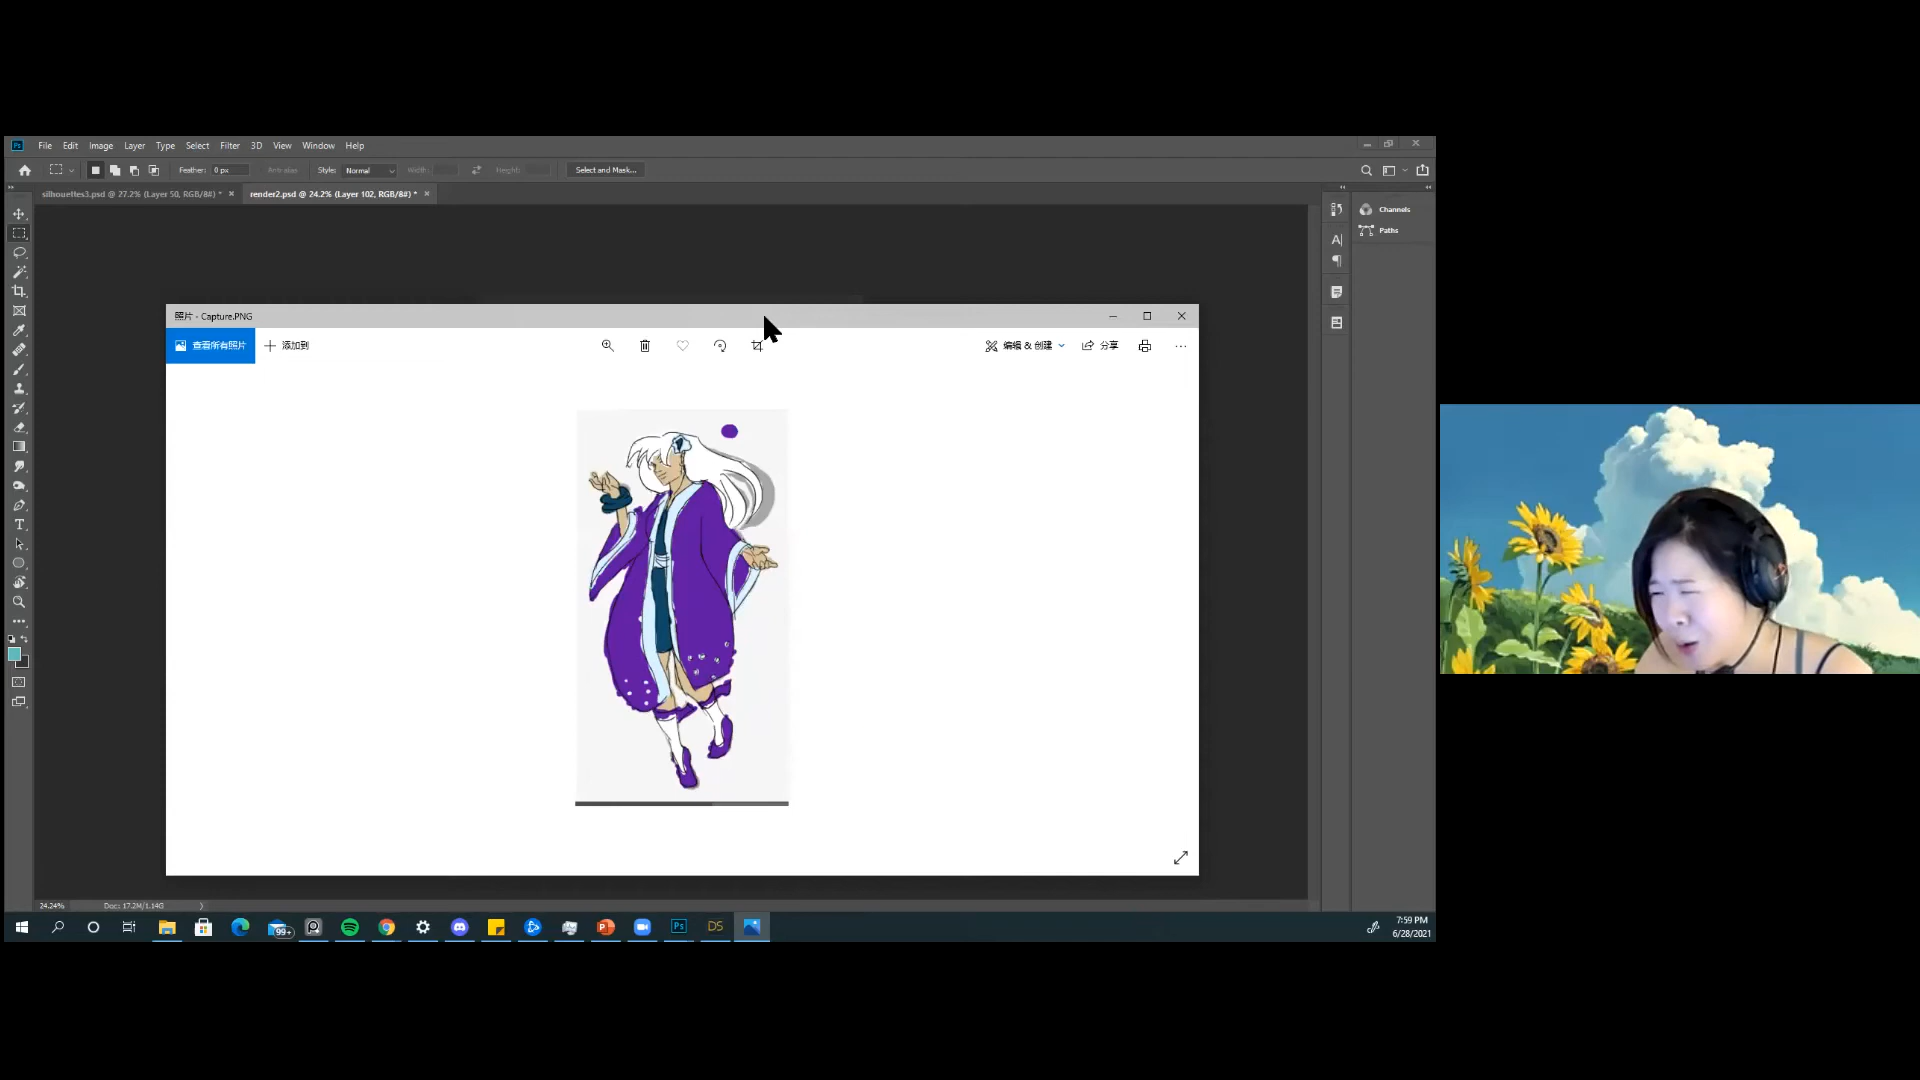 File Edit Image Layer Type Select Filter 3D View Window Help
Feather: 0 px Anti-alias Style: Normal Width: Height: Select and Mask...
silhouettes3.psd @ 27.2% (Layer 50, RGB/8#) * render2.psd @ 24.2% (Layer 102, RGB/8#) *
Channels
Paths
照片 - Capture.PNG
查看所有照片 添加到 编辑 & 创建 分享
24.24% Doc: 17.2M/1.14G
99+ Ps DS
7:59 PM
6/28/2021